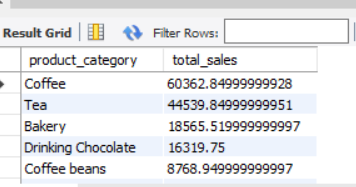 Result Grid Filter Rows:
product_category total_sales
Coffee 60362.84999999928
Tea 44539.84999999951
Bakery 18565.519999999997
Drinking Chocolate 16319.75
Coffee beans 8768.949999999997